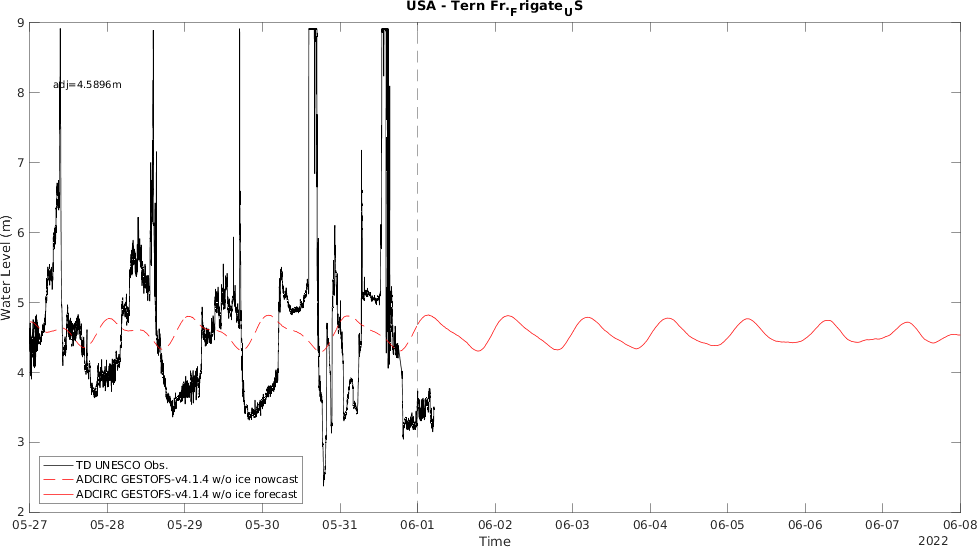 USA - Tern Fr.FrigateUS
adj=4.5896m
9
8
7
6
5
4
3
2
Water Level (m)
TD UNESCO Obs.
ADCIRC GESTOFS-v4.1.4 w/o ice nowcast
ADCIRC GESTOFS-v4.1.4 w/o ice forecast
05-27 05-28 05-29 05-30 05-31 06-01 06-02 06-03 06-04 06-05 06-06 06-07 06-08
Time
2022